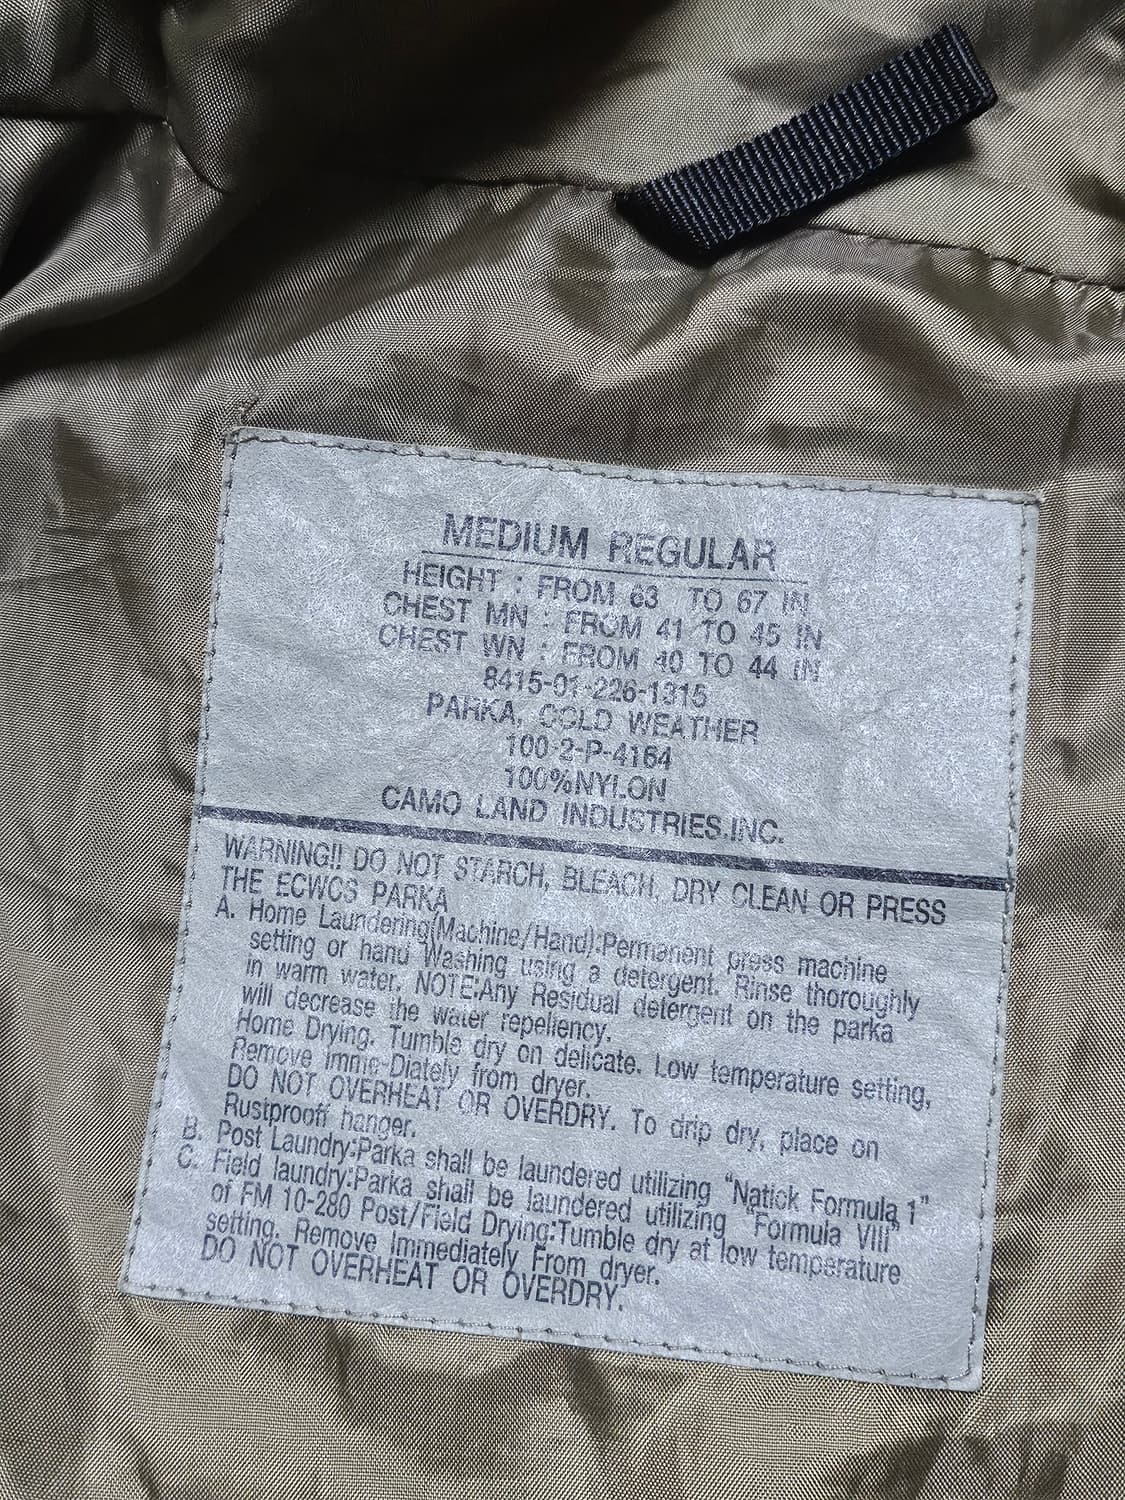 MEDIUM REGULAR
HEIGHT : FROM 63 TO 67 IN
CHEST MN : FROM 41 TO 45 IN
CHEST WN : FROM 40 TO 44 IN
8415-01-226-1315
PARKA, COLD WEATHER
100-2-P-4164
100%NYLON
CAMO LAND INDUSTRIES.INC.
WARNING!! DO NOT STARCH, BLEACH, DRY CLEAN OR PRESS
THE ECWCS PARKA
A. Home Laundering(Machine/Hand):Permanent press machine
setting or hand Washing using a detergent. Rinse thoroughly
in warm water. NOTE:Any Residual detergent on the parka
will decrease the water repellency.
Home Drying. Tumble dry on delicate. Low temperature setting,
Remove Imme-Diately from dryer.
DO NOT OVERHEAT OR OVERDRY. To drip dry, place on
Rustprooff hanger.
B. Post Laundry:Parka shall be laundered utilizing "Natick Formula 1"
C. Field laundry:Parka shall be laundered utilizing "Formula VIII"
of FM 10-280 Post/Field Drying:Tumble dry at low temperature
setting. Remove Immediately From dryer.
DO NOT OVERHEAT OR OVERDRY.